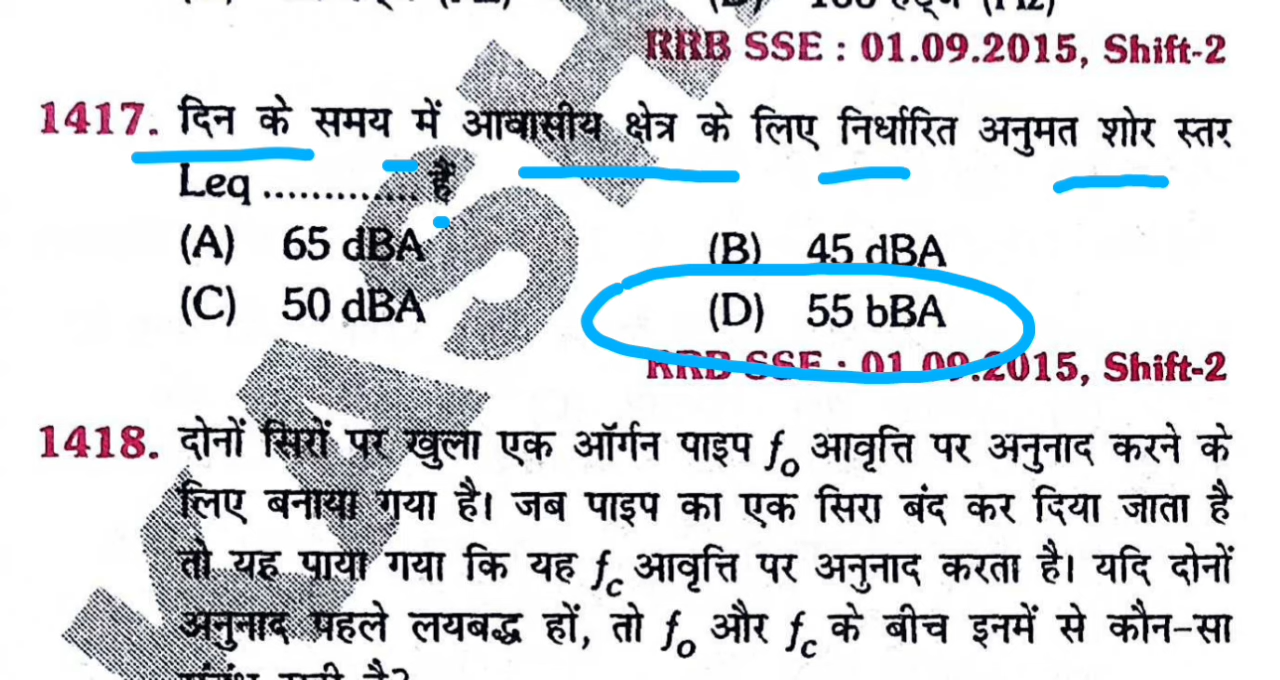 RRB SSE : 01.09.2015, Shift-2
1417. दिन के समय में आवासीय क्षेत्र के लिए निर्धारित अनुमत शोर स्तर
Leq ............. हैं
(A) 65 dBA (B) 45 dBA
(C) 50 dBA (D) 55 bBA
RRB SSE : 01.09.2015, Shift-2
1418. दोनों सिरों पर खुला एक ऑर्गन पाइप f₀ आवृत्ति पर अनुनाद करने के
लिए बनाया गया है। जब पाइप का एक सिरा बंद कर दिया जाता है
तो यह पाया गया कि यह f_c आवृत्ति पर अनुनाद करता है। यदि दोनों
अनुनाद पहले लयबद्ध हों, तो f₀ और f_c के बीच इनमें से कौन-सा